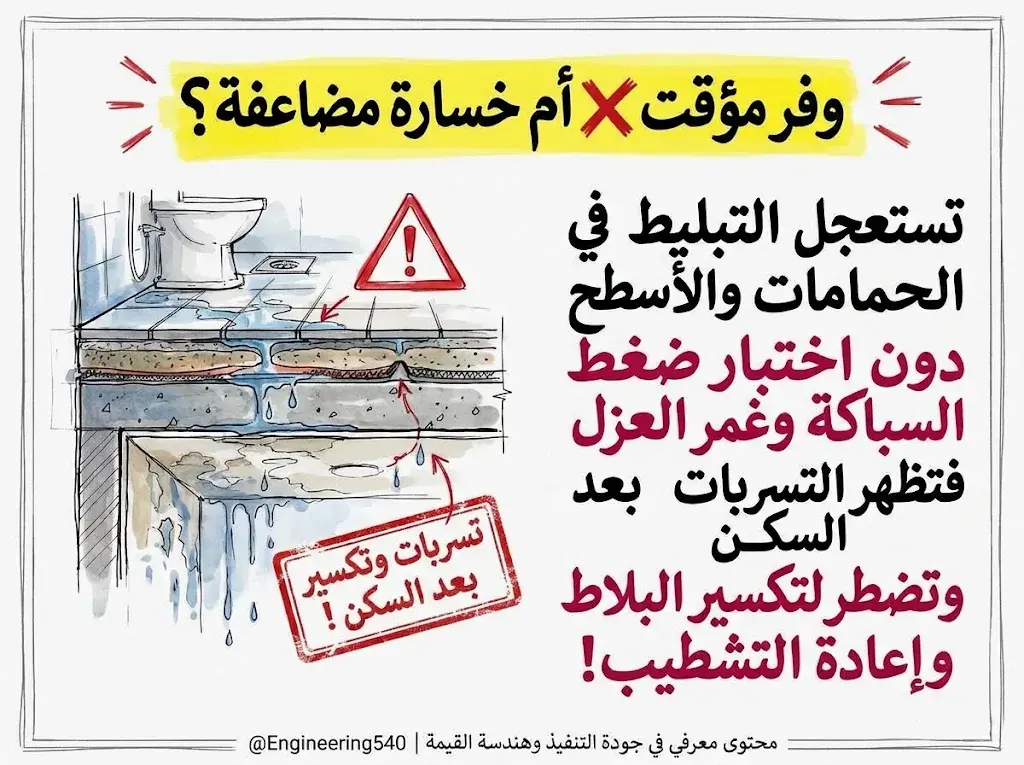 وفر مؤقت ❌ أم خسارة مضاعفة؟
تستعجل التبليط في
الحمامات والأسطح
دون اختبار ضغط
السباكة وغمر العزل
فتظهر التسربات بعد
السكـن
وتضطر لتكسير البلاط
وإعادة التشطيب!
تسربات وتكسير
بعد السكن !
محتوى معرفي في جودة التنفيذ وهندسة القيمة | @Engineering540